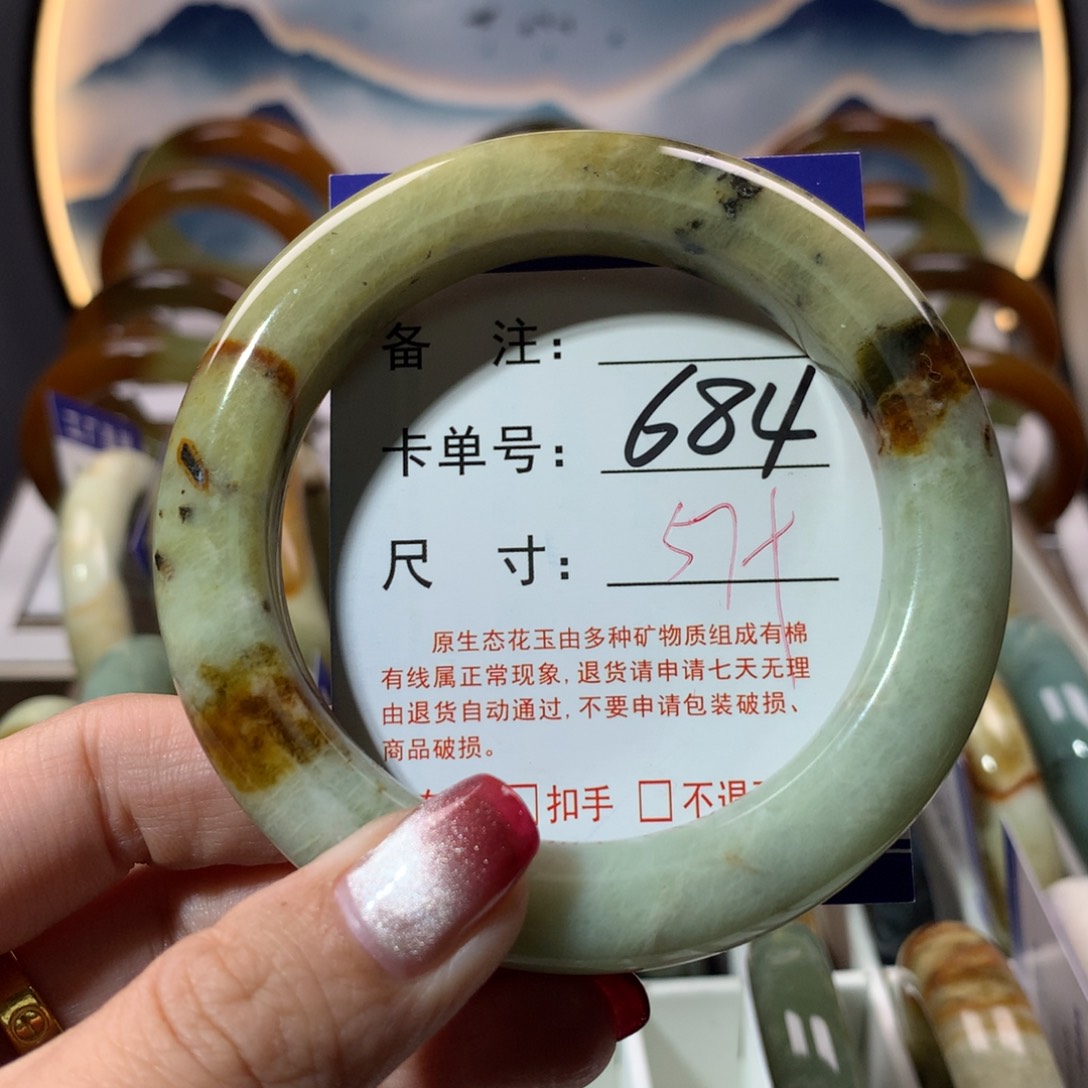 备 注：
卡单号：684
尺 寸：57+
原生态花玉由多种矿物质组成有棉
有线属正常现象，退货请申请七天无理
由退货自动通过，不要申请包装破损、
商品破损。
□扣手 □不退